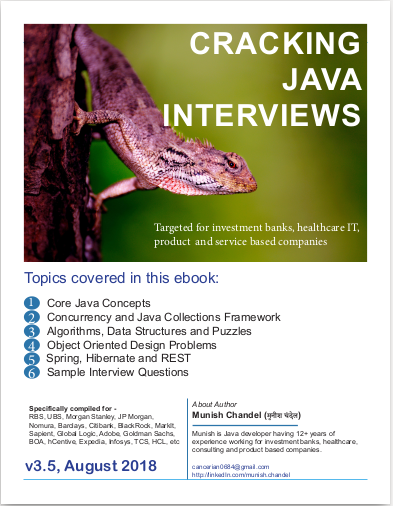 CRACKING
JAVA
INTERVIEWS
Targeted for investment banks, healthcare IT,
product and service based companies
Topics covered in this ebook:
1 Core Java Concepts
2 Concurrency and Java Collections Framework
3 Algorithms, Data Structures and Puzzles
4 Object Oriented Design Problems
5 Spring, Hibernate and REST
6 Sample Interview Questions
Specifically compiled for -
RBS, UBS, Morgan Stanley, JP Morgan,
Nomura, Barclays, Citibank, BlackRock, Markit,
Sapient, Global Logic, Adobe, Goldman Sachs,
BOA, hCentive, Expedia, Infosys, TCS, HCL, etc
v3.5, August 2018
About Author
Munish Chandel (मुनीश चंदेल)
Munish is Java developer having 12+ years of
experience working for investment banks, healthcare,
consulting and product based companies.
cancerian0684@gmail.com
http://linkedin.com/munish.chandel